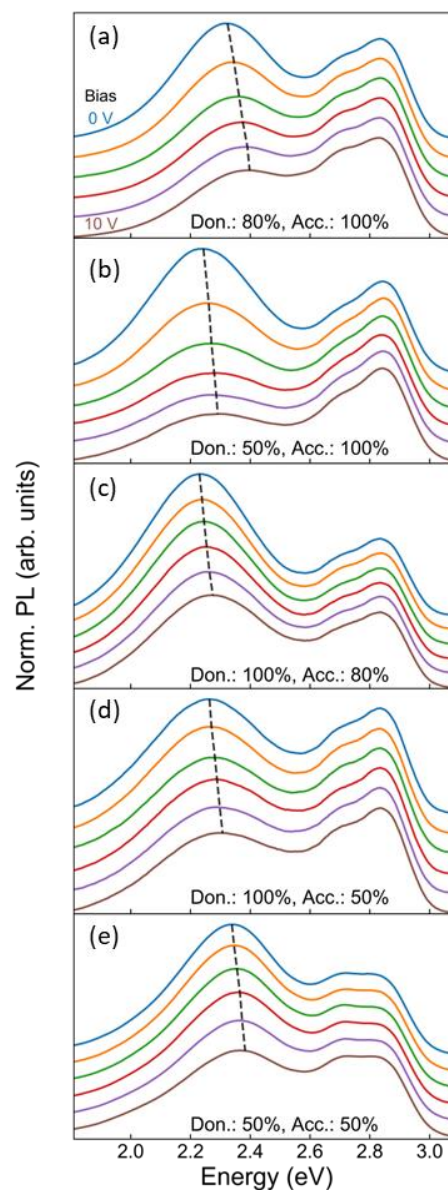 (a)
Bias
0 V
10 V
Don.: 80%, Acc.: 100%
(b)
Don.: 50%, Acc.: 100%
(c)
Don.: 100%, Acc.: 80%
(d)
Don.: 100%, Acc.: 50%
(e)
Don.: 50%, Acc.: 50%
Norm. PL (arb. units)
2.0 2.2 2.4 2.6 2.8 3.0
Energy (eV)